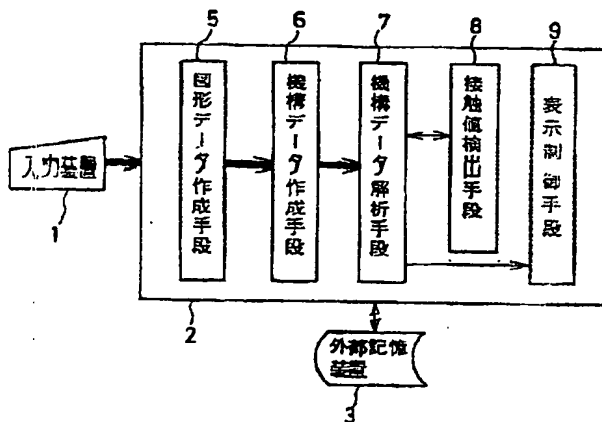 5
6
7
8
9
図形データ作成手段
機構データ作成手段
機構データ解析手段
接触値検出手段
表示制御手段
入力装置
1
2
外部記憶
装置
3